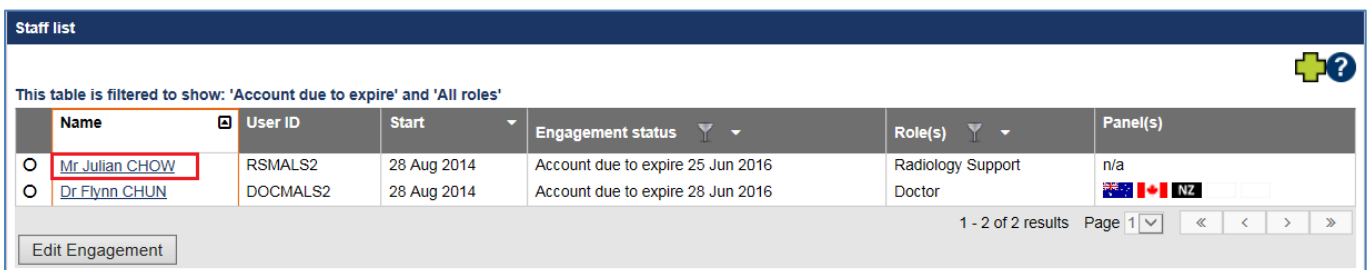 Staff list
?
This table is filtered to show: 'Account due to expire' and 'All roles'
Name User ID Start Engagement status Role(s) Panel(s)
Mr Julian CHOW RSMALS2 28 Aug 2014 Account due to expire 25 Jun 2016 Radiology Support n/a
Dr Flynn CHUN DOCMALS2 28 Aug 2014 Account due to expire 28 Jun 2016 Doctor NZ
1 - 2 of 2 results Page 1 « < > »
Edit Engagement